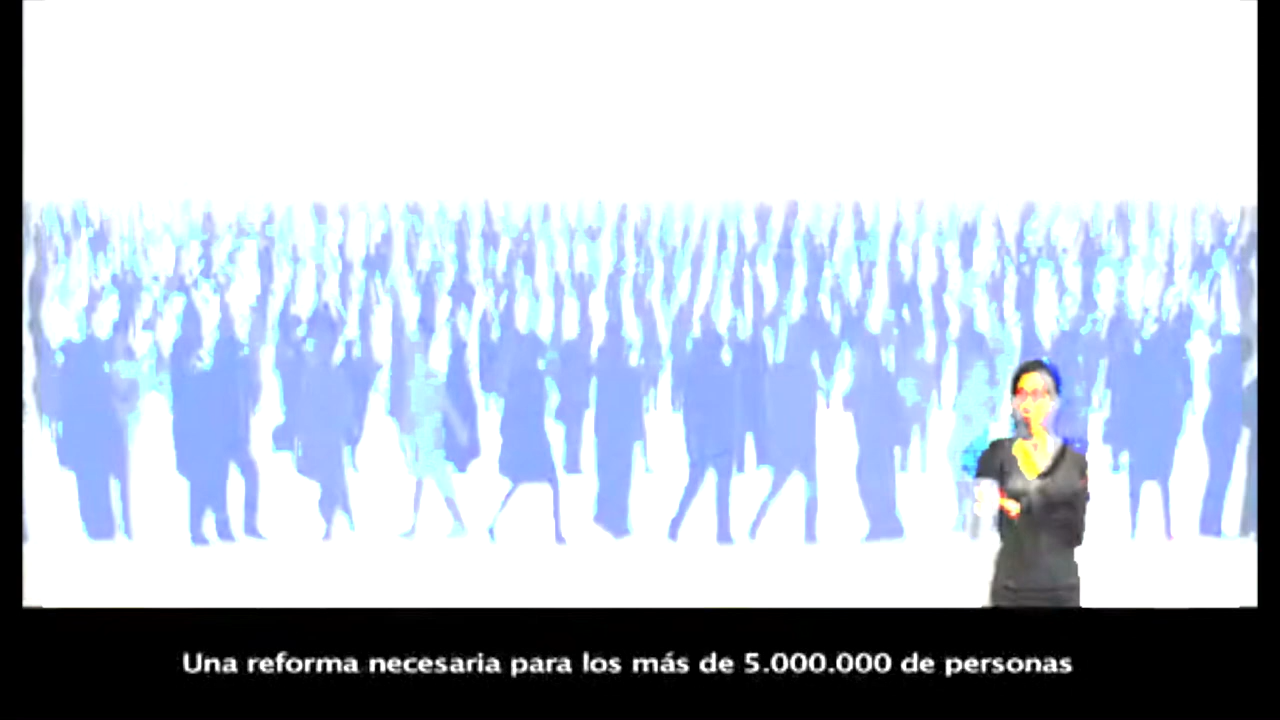 Una reforma necesaria para los más de 5.000.000 de personas